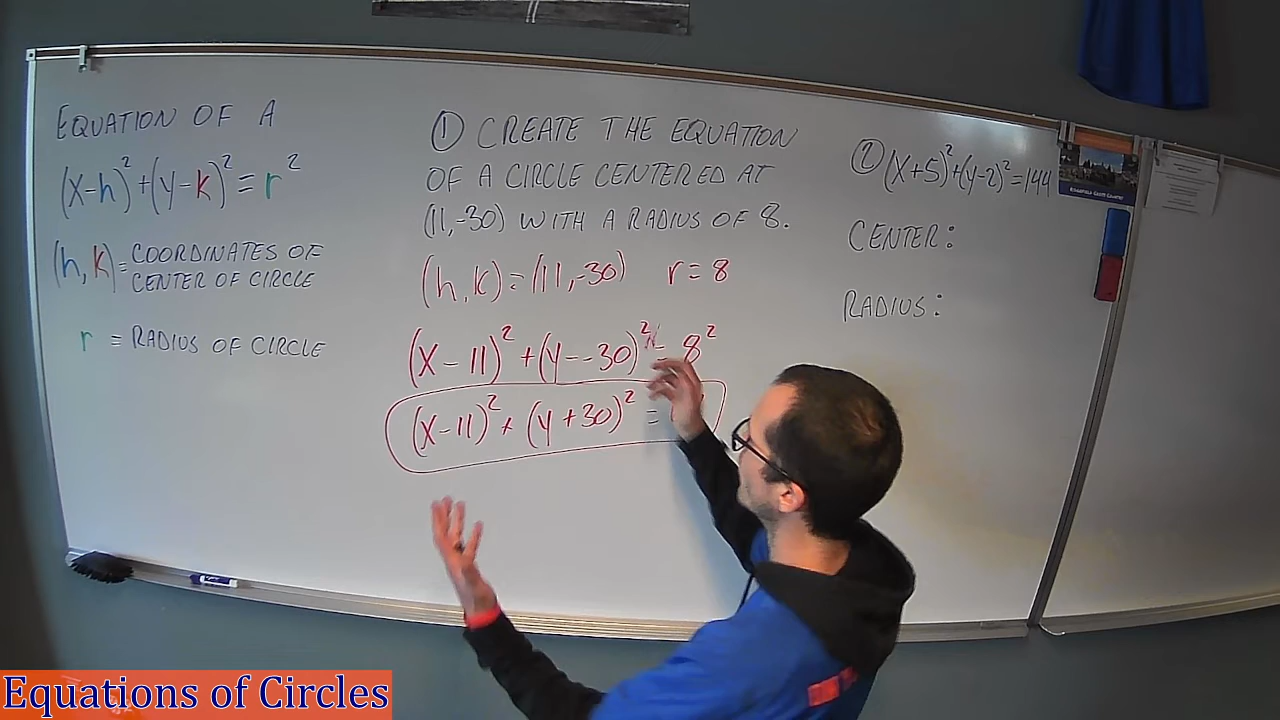 EQUATION OF A
(x-h)²+(y-k)²=r²
(h,k)= COORDINATES OF
CENTER OF CIRCLE
r = RADIUS OF CIRCLE
① CREATE THE EQUATION
OF A CIRCLE CENTERED AT
(11,-30) WITH A RADIUS OF 8.
(h,k)=(11,-30) r=8
(x-11)²+(y--30)²=8²
(x-11)²+(y+30)²=
② (x+5)²+(y-2)²=144
CENTER:
RADIUS:
Equations of Circles